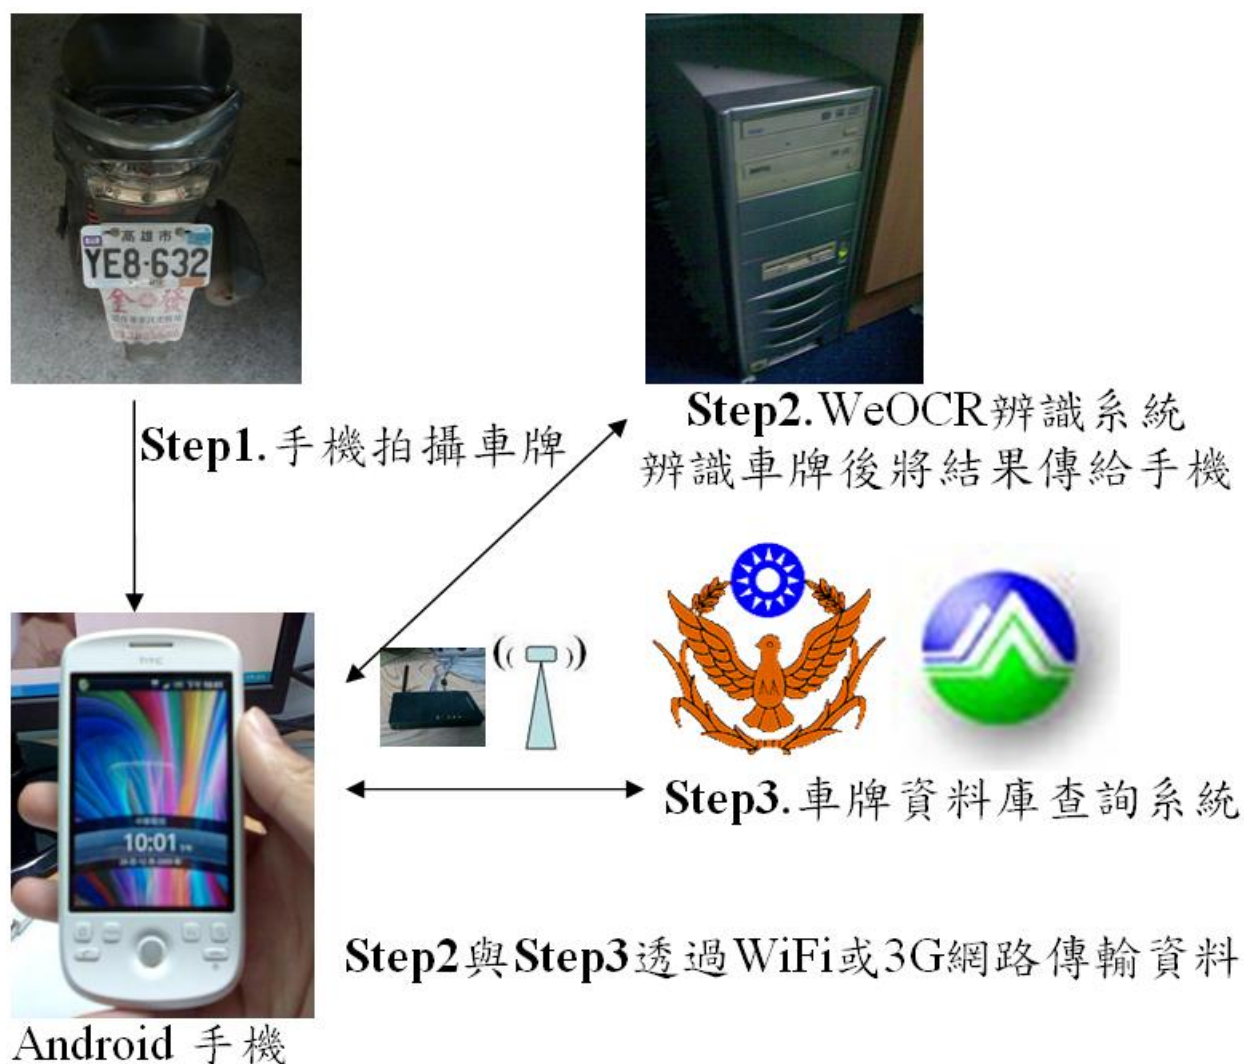 高雄市
YE8-632
金 發
Step1.手機拍攝車牌
Step2.WeOCR辨識系統
辨識車牌後將結果傳給手機
hTC
10:01
Step3.車牌資料庫查詢系統
Step2與Step3透過WiFi或3G網路傳輸資料
Android 手機